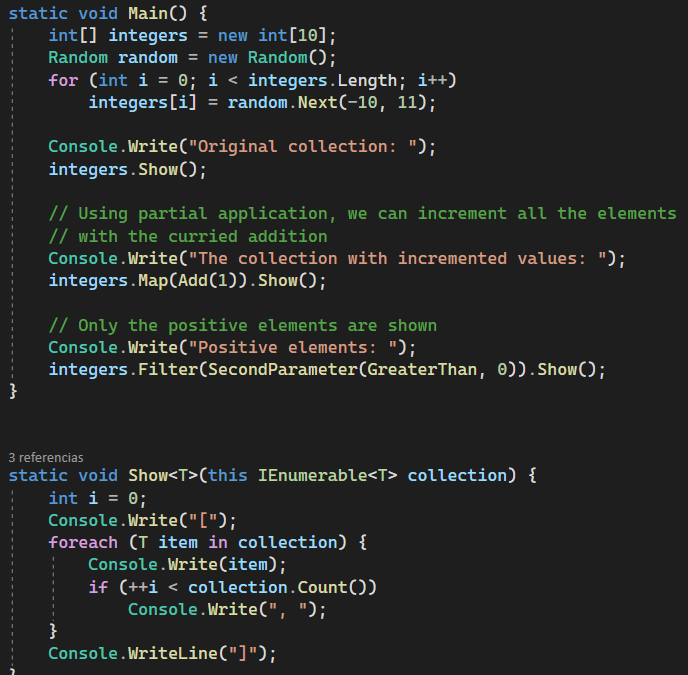 static void Main() {
    int[] integers = new int[10];
    Random random = new Random();
    for (int i = 0; i < integers.Length; i++)
        integers[i] = random.Next(-10, 11);

    Console.Write("Original collection: ");
    integers.Show();

    // Using partial application, we can increment all the elements
    // with the curried addition
    Console.Write("The collection with incremented values: ");
    integers.Map(Add(1)).Show();

    // Only the positive elements are shown
    Console.Write("Positive elements: ");
    integers.Filter(SecondParameter(GreaterThan, 0)).Show();
}

3 referencias
static void Show<T>(this IEnumerable<T> collection) {
    int i = 0;
    Console.Write("[");
    foreach (T item in collection) {
        Console.Write(item);
        if (++i < collection.Count())
            Console.Write(", ");
    }
    Console.WriteLine("]");
}